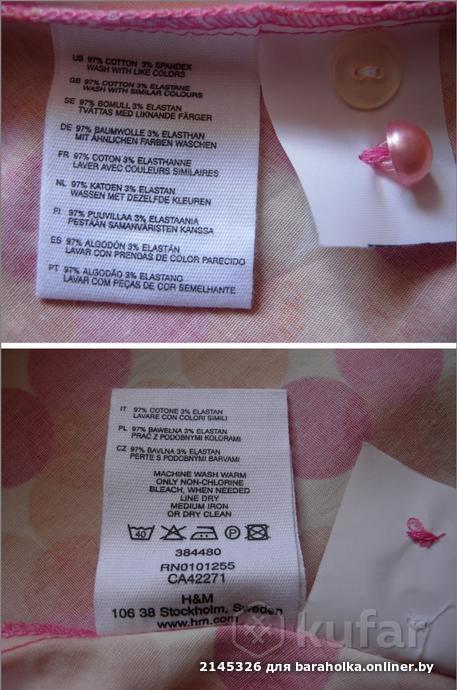 US 97% COTTON 3% SPANDEX
WASH WITH LIKE COLORS
GB 97% COTTON 3% ELASTANE
WASH WITH SIMILAR COLOURS
SE 97% BOMULL 3% ELASTAN
TVÄTTAS MED LIKNANDE FÄRGER
DE 97% BAUMWOLLE 3% ELASTHAN
MIT ÄHNLICHEN FARBEN WASCHEN
FR 97% COTON 3% ELASTHANNE
LAVER AVEC COULEURS SIMILAIRES
NL 97% KATOEN 3% ELASTAN
WASSEN MET DEZELFDE KLEUREN
FI 97% PUUVILLAA 3% ELASTAANIA
PESTÄÄN SAMANVÄRISTEN KANSSA
ES 97% ALGODÓN 3% ELASTÁN
LAVAR CON PRENDAS DE COLOR PARECIDO
PT 97% ALGODÃO 3% ELASTANO
LAVAR COM PEÇAS DE COR SEMELHANTE
IT 97% COTONE 3% ELASTAN
LAVARE CON COLORI SIMILI
PL 97% BAWEŁNA 3% ELASTAN
PRAĆ Z PODOBNYMI KOLORAMI
CZ 97% BAVLNA 3% ELASTAN
PERTE S PODOBNÝMI BARVAMI
MACHINE WASH WARM
ONLY NON-CHLORINE
BLEACH, WHEN NEEDED
LINE DRY
MEDIUM IRON
OR DRY CLEAN
40 P
384480
RN0101255
CA42271
H&M
106 38 Stockholm, Sweden
www.hm.com
kufar
2145326 для baraholka.onliner.by